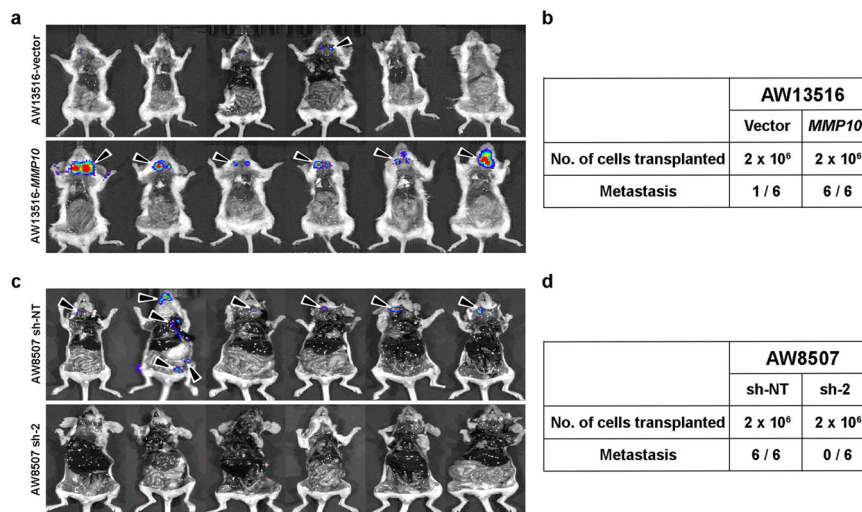 a
AW13516-vector
AW13516-MMP10
b
AW13516
Vector MMP10
No. of cells transplanted 2 x 10⁶ 2 x 10⁶
Metastasis 1 / 6 6 / 6
c
AW8507 sh-NT
AW8507 sh-2
d
AW8507
sh-NT sh-2
No. of cells transplanted 2 x 10⁶ 2 x 10⁶
Metastasis 6 / 6 0 / 6